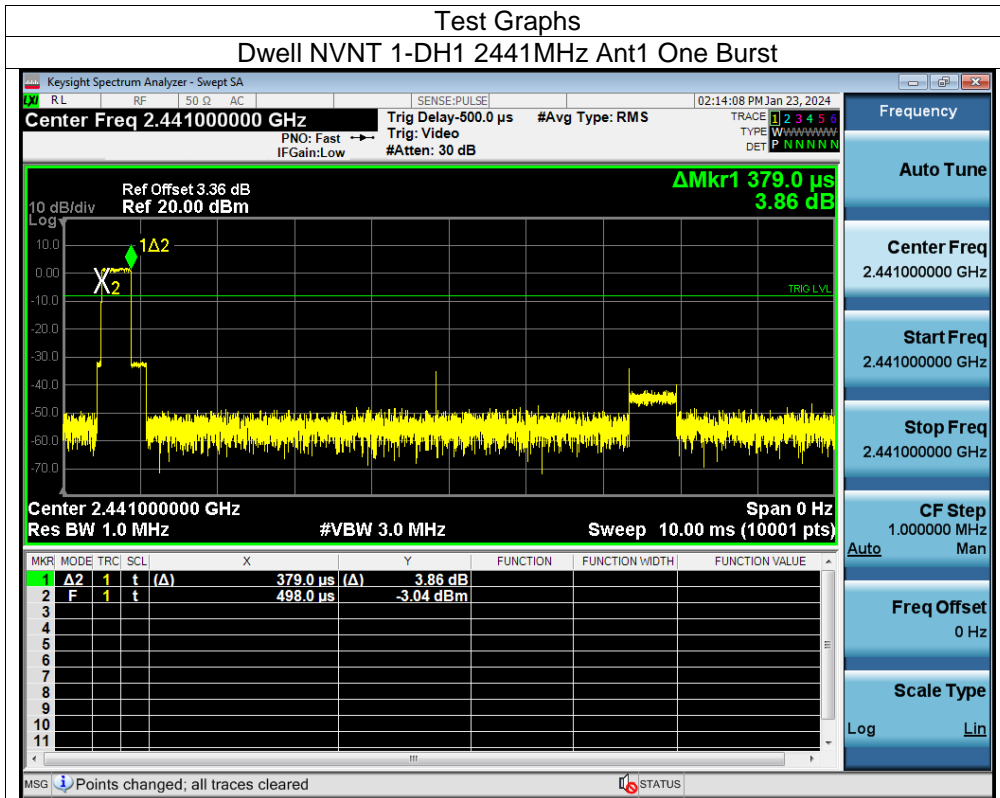 Test Graphs
Dwell NVNT 1-DH1 2441MHz Ant1 One Burst
Keysight Spectrum Analyzer - Swept SA
LXI RL RF 50 Ω AC SENSE:PULSE 02:14:08 PM Jan 23, 2024
Center Freq 2.441000000 GHz
PNO: Fast
IFGain:Low
Trig Delay-500.0 µs
Trig: Video
#Atten: 30 dB
#Avg Type: RMS
TRACE 1 2 3 4 5 6
TYPE WWWWWWW
DET P N N N N N
Frequency
Auto Tune
Center Freq
2.441000000 GHz
Start Freq
2.441000000 GHz
Stop Freq
2.441000000 GHz
CF Step
1.000000 MHz
Auto Man
Freq Offset
0 Hz
Scale Type
Log Lin
ΔMkr1 379.0 µs
3.86 dB
Ref Offset 3.36 dB
10 dB/div Ref 20.00 dBm
Log
10.0
0.00
-10.0
-20.0
-30.0
-40.0
-50.0
-60.0
-70.0
1Δ2
X2
TRIG LVL
Center 2.441000000 GHz Span 0 Hz
Res BW 1.0 MHz #VBW 3.0 MHz Sweep 10.00 ms (10001 pts)
MKR MODE TRC SCL X Y FUNCTION FUNCTION WIDTH FUNCTION VALUE
1 Δ2 1 t (Δ) 379.0 µs (Δ) 3.86 dB
2 F 1 t 498.0 µs -3.04 dBm
3
4
5
6
7
8
9
10
11
MSG Points changed; all traces cleared STATUS